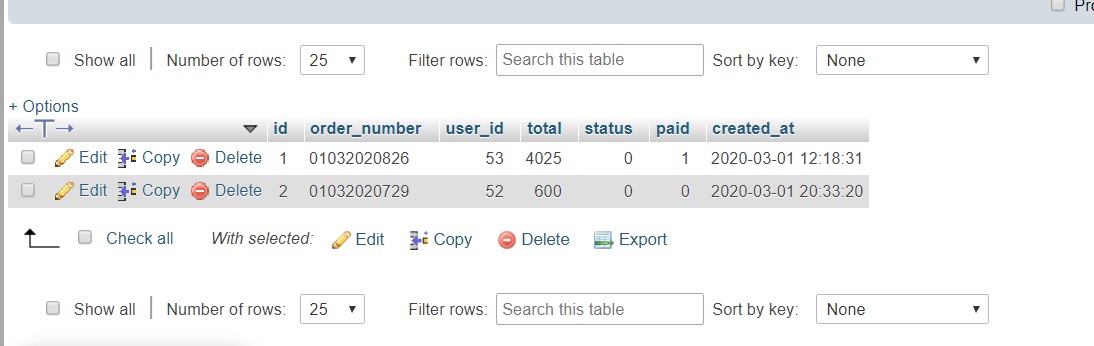 Pro
Show all Number of rows: 25 Filter rows: Search this table Sort by key: None
+ Options
id order_number user_id total status paid created_at
Edit Copy Delete 1 01032020826 53 4025 0 1 2020-03-01 12:18:31
Edit Copy Delete 2 01032020729 52 600 0 0 2020-03-01 20:33:20
Check all With selected: Edit Copy Delete Export
Show all Number of rows: 25 Filter rows: Search this table Sort by key: None